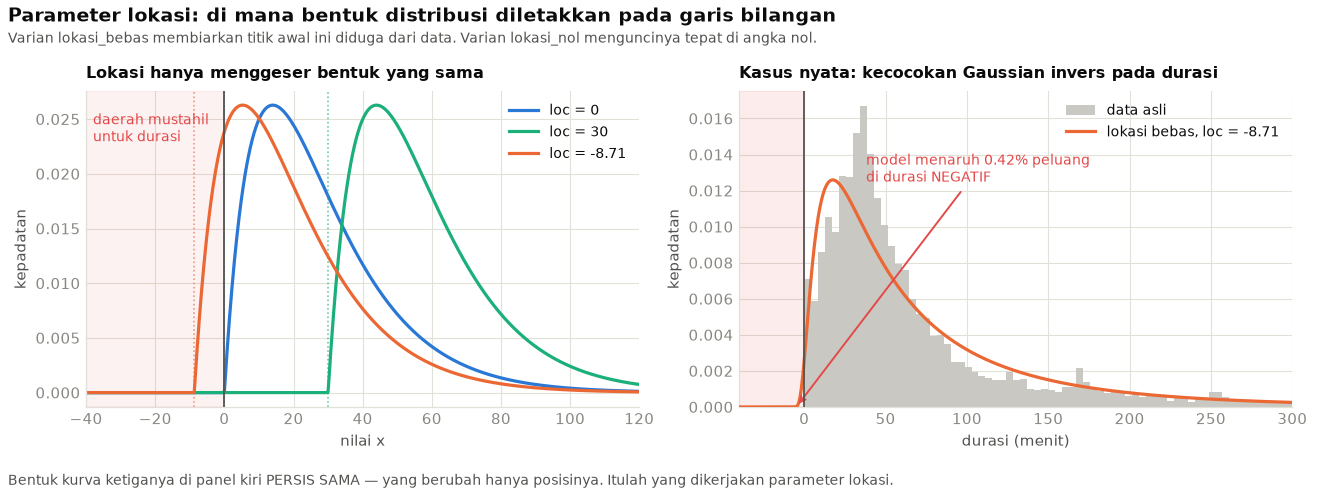 Parameter lokasi: di mana bentuk distribusi diletakkan pada garis bilangan
Varian lokasi_bebas membiarkan titik awal ini diduga dari data. Varian lokasi_nol menguncinya tepat di angka nol.
Lokasi hanya menggeser bentuk yang sama
daerah mustahil
untuk durasi
loc = 0
loc = 30
loc = -8.71
kepadatan
0.025
0.020
0.015
0.010
0.005
0.000
−40 −20 0 20 40 60 80 100 120
nilai x
Kasus nyata: kecocokan Gaussian invers pada durasi
data asli
lokasi bebas, loc = -8.71
model menaruh 0.42% peluang
di durasi NEGATIF
kepadatan
0.016
0.014
0.012
0.010
0.008
0.006
0.004
0.002
0.000
0 50 100 150 200 250 300
durasi (menit)
Bentuk kurva ketiganya di panel kiri PERSIS SAMA — yang berubah hanya posisinya. Itulah yang dikerjakan parameter lokasi.